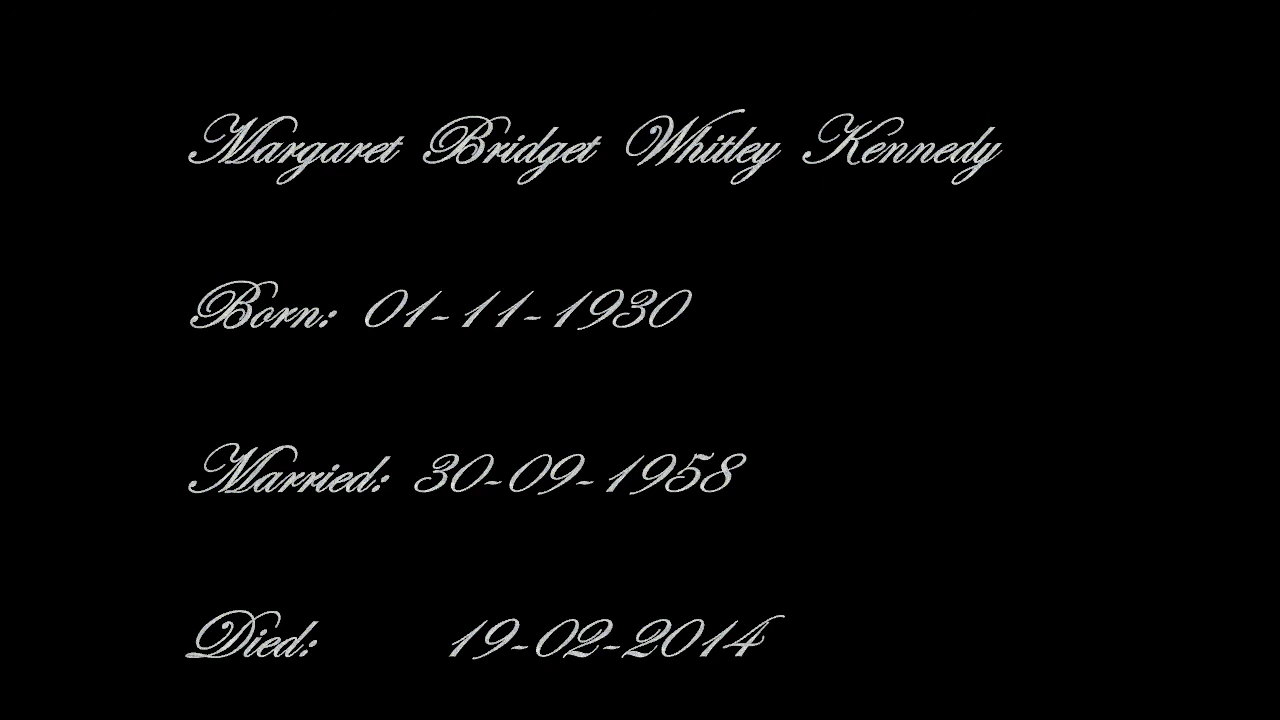 Margaret Bridget Whitley Kennedy
Born: 01-11-1930
Married: 30-09-1958
Died: 19-02-2014